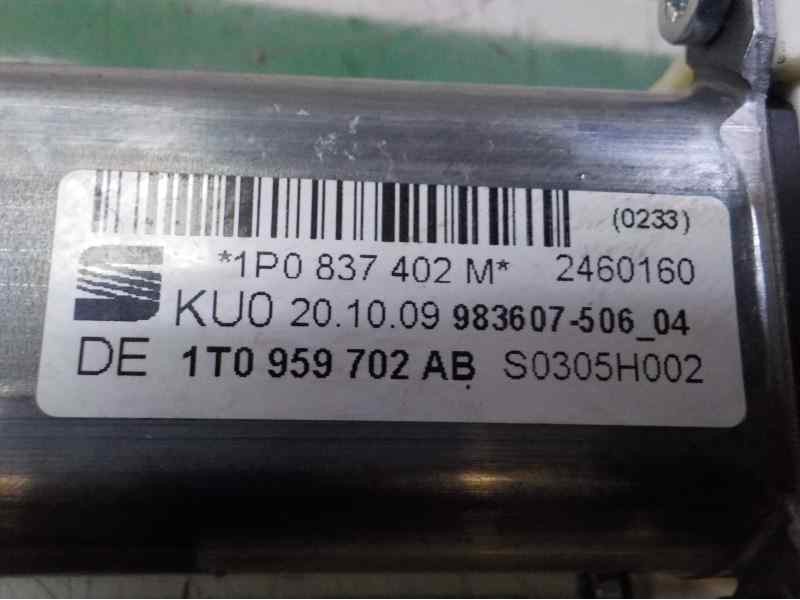 (0233)
*1P0 837 402 M* 2460160
KU0 20.10.09 983607-506_04
DE 1T0 959 702 AB S0305H002